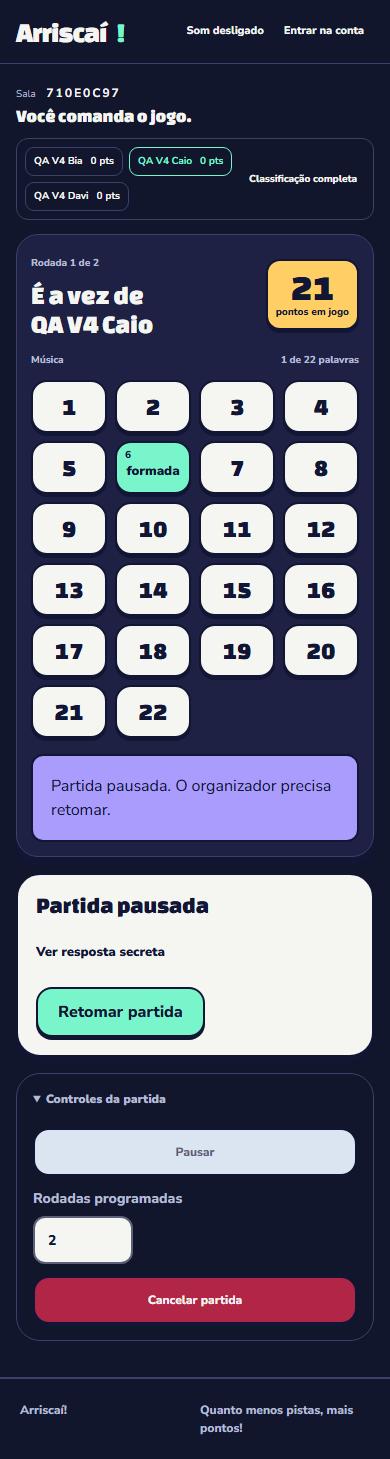 Arriscaí !
Som desligado
Entrar na conta
Sala 710E0C97
Você comanda o jogo.
QA V4 Bia 0 pts
QA V4 Caio 0 pts
QA V4 Davi 0 pts
Classificação completa
Rodada 1 de 2
É a vez de
QA V4 Caio
21
pontos em jogo
Música
1 de 22 palavras
1 2 3 4
5 6 formada 7 8
9 10 11 12
13 14 15 16
17 18 19 20
21 22
Partida pausada. O organizador precisa
retomar.
Partida pausada
Ver resposta secreta
Retomar partida
▼ Controles da partida
Pausar
Rodadas programadas
2
Cancelar partida
Arriscaí!
Quanto menos pistas, mais
pontos!